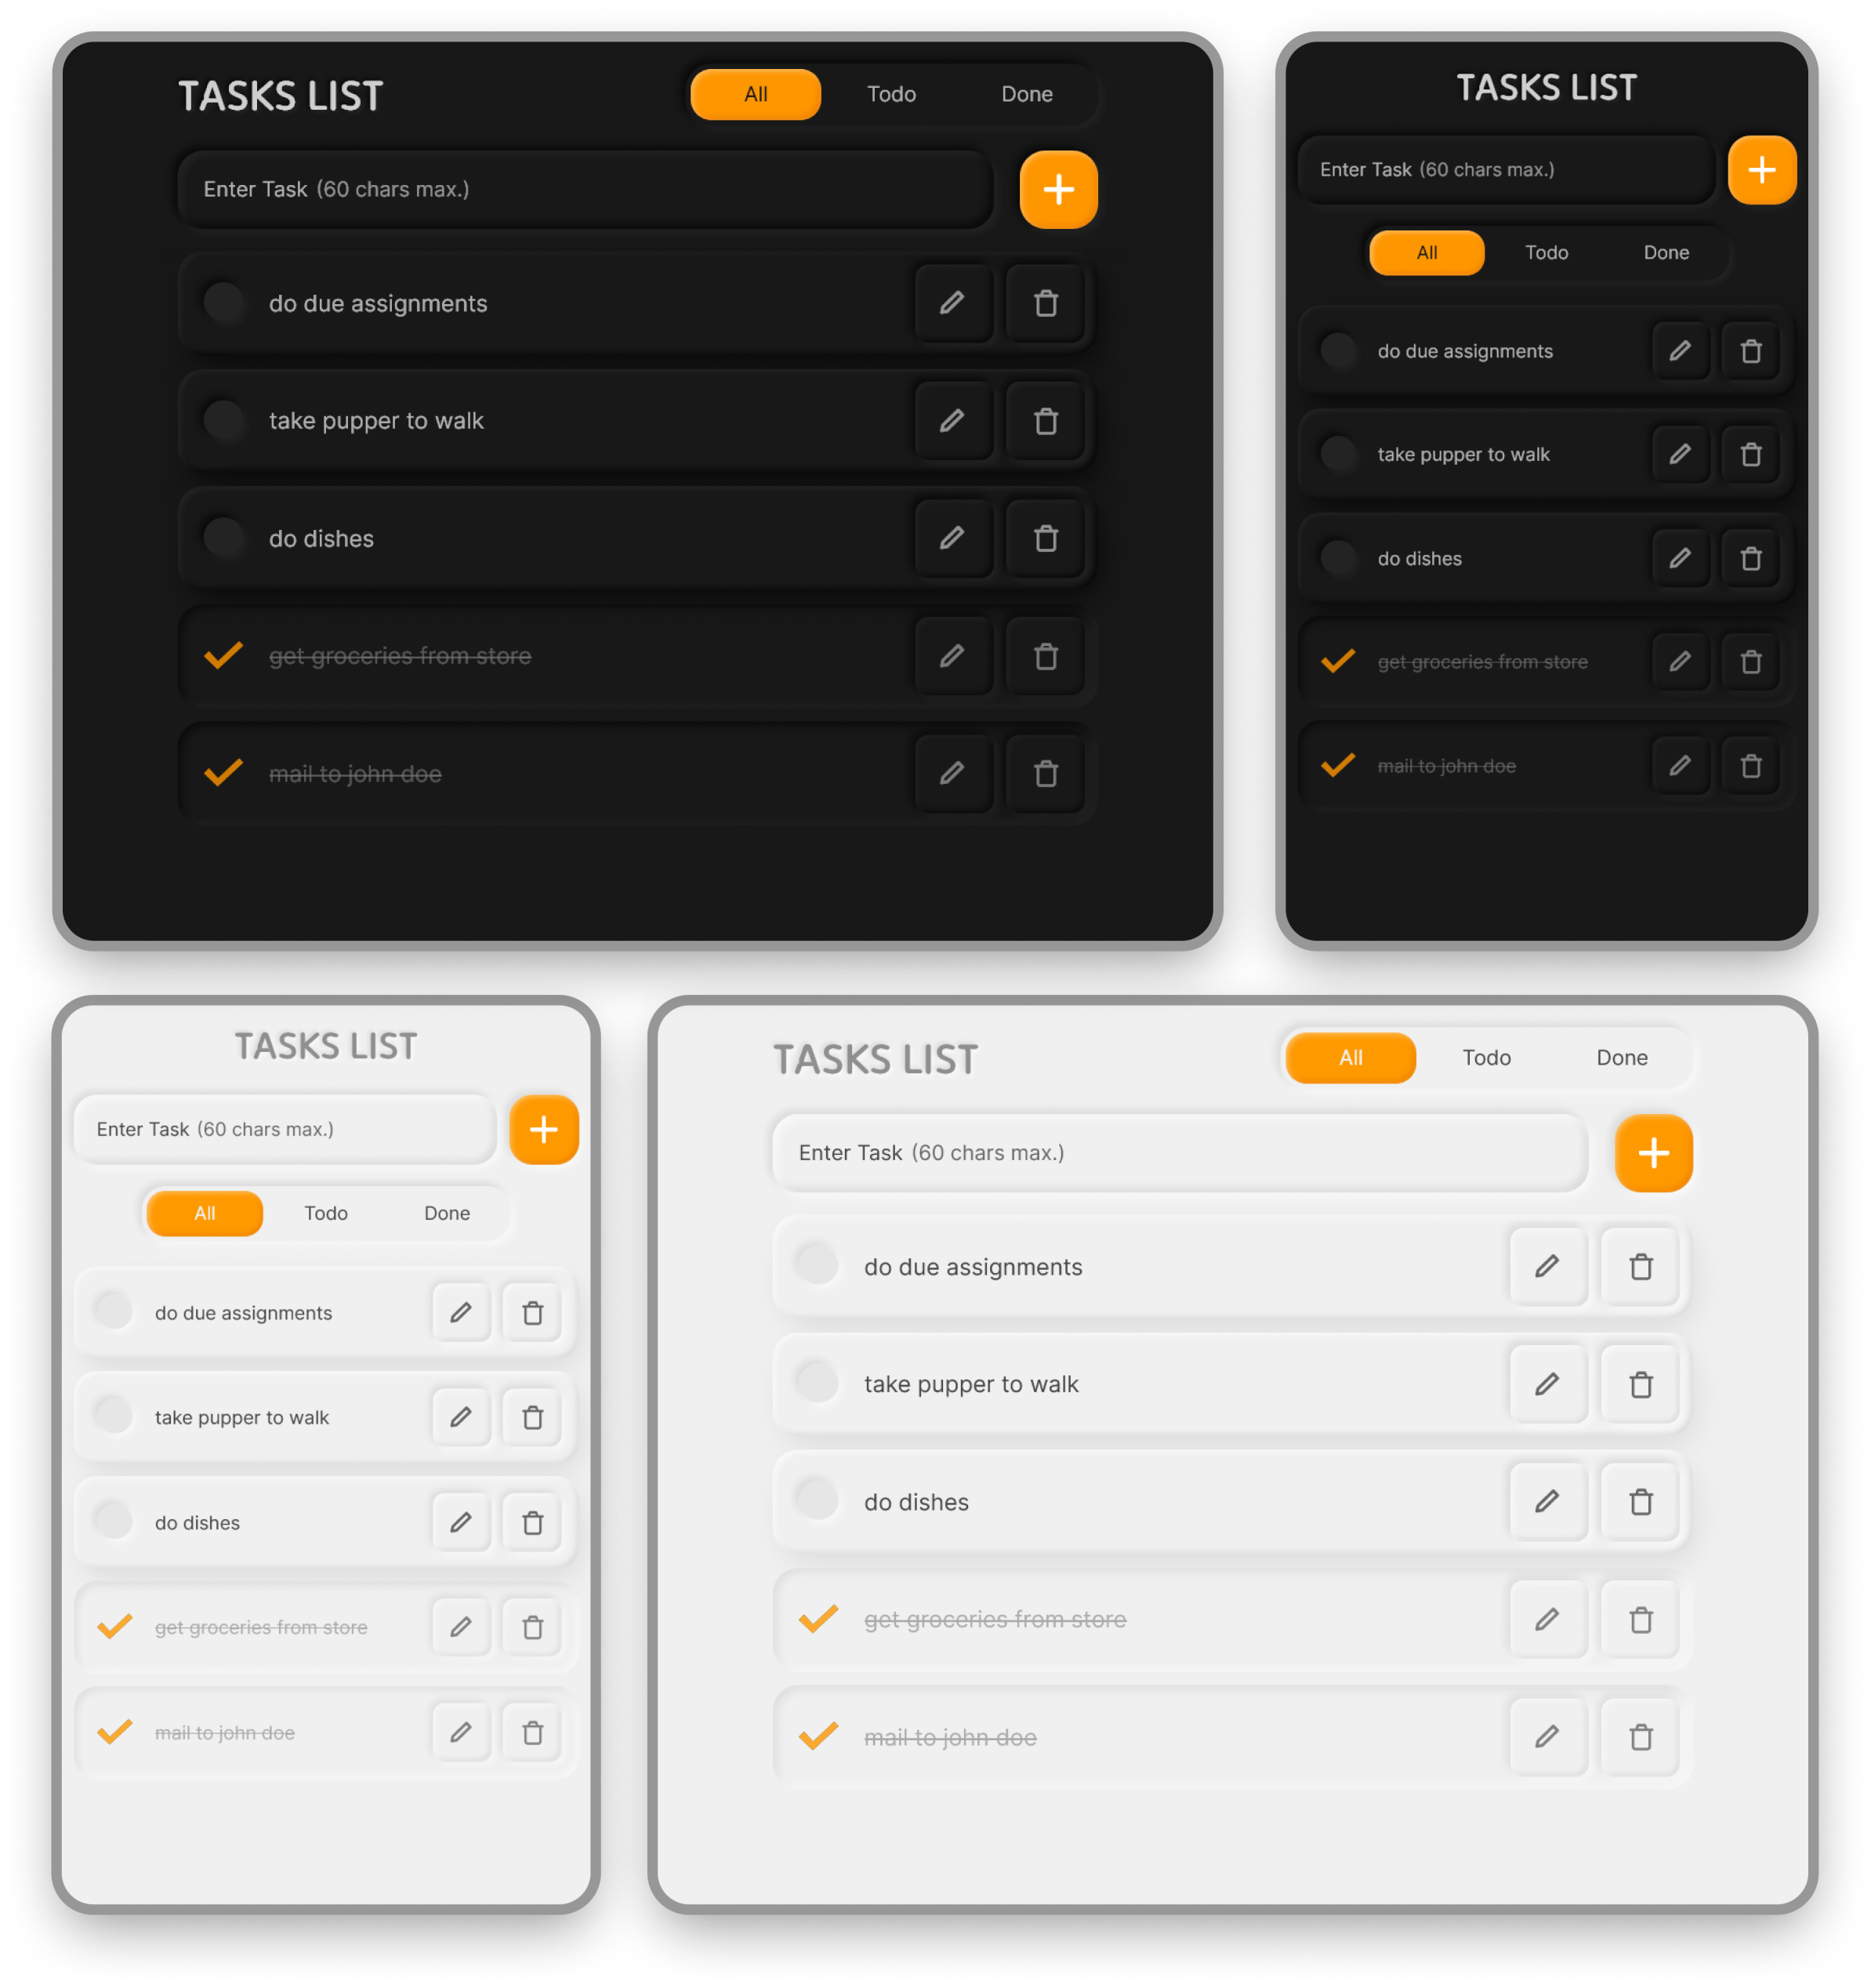 TASKS LIST
All Todo Done
Enter Task (60 chars max.)
do due assignments
take pupper to walk
do dishes
get groceries from store
mail to john doe
TASKS LIST
Enter Task (60 chars max.)
All Todo Done
do due assignments
take pupper to walk
do dishes
get groceries from store
mail to john doe
TASKS LIST
Enter Task (60 chars max.)
All Todo Done
do due assignments
take pupper to walk
do dishes
get groceries from store
mail to john doe
TASKS LIST
All Todo Done
Enter Task (60 chars max.)
do due assignments
take pupper to walk
do dishes
get groceries from store
mail to john doe